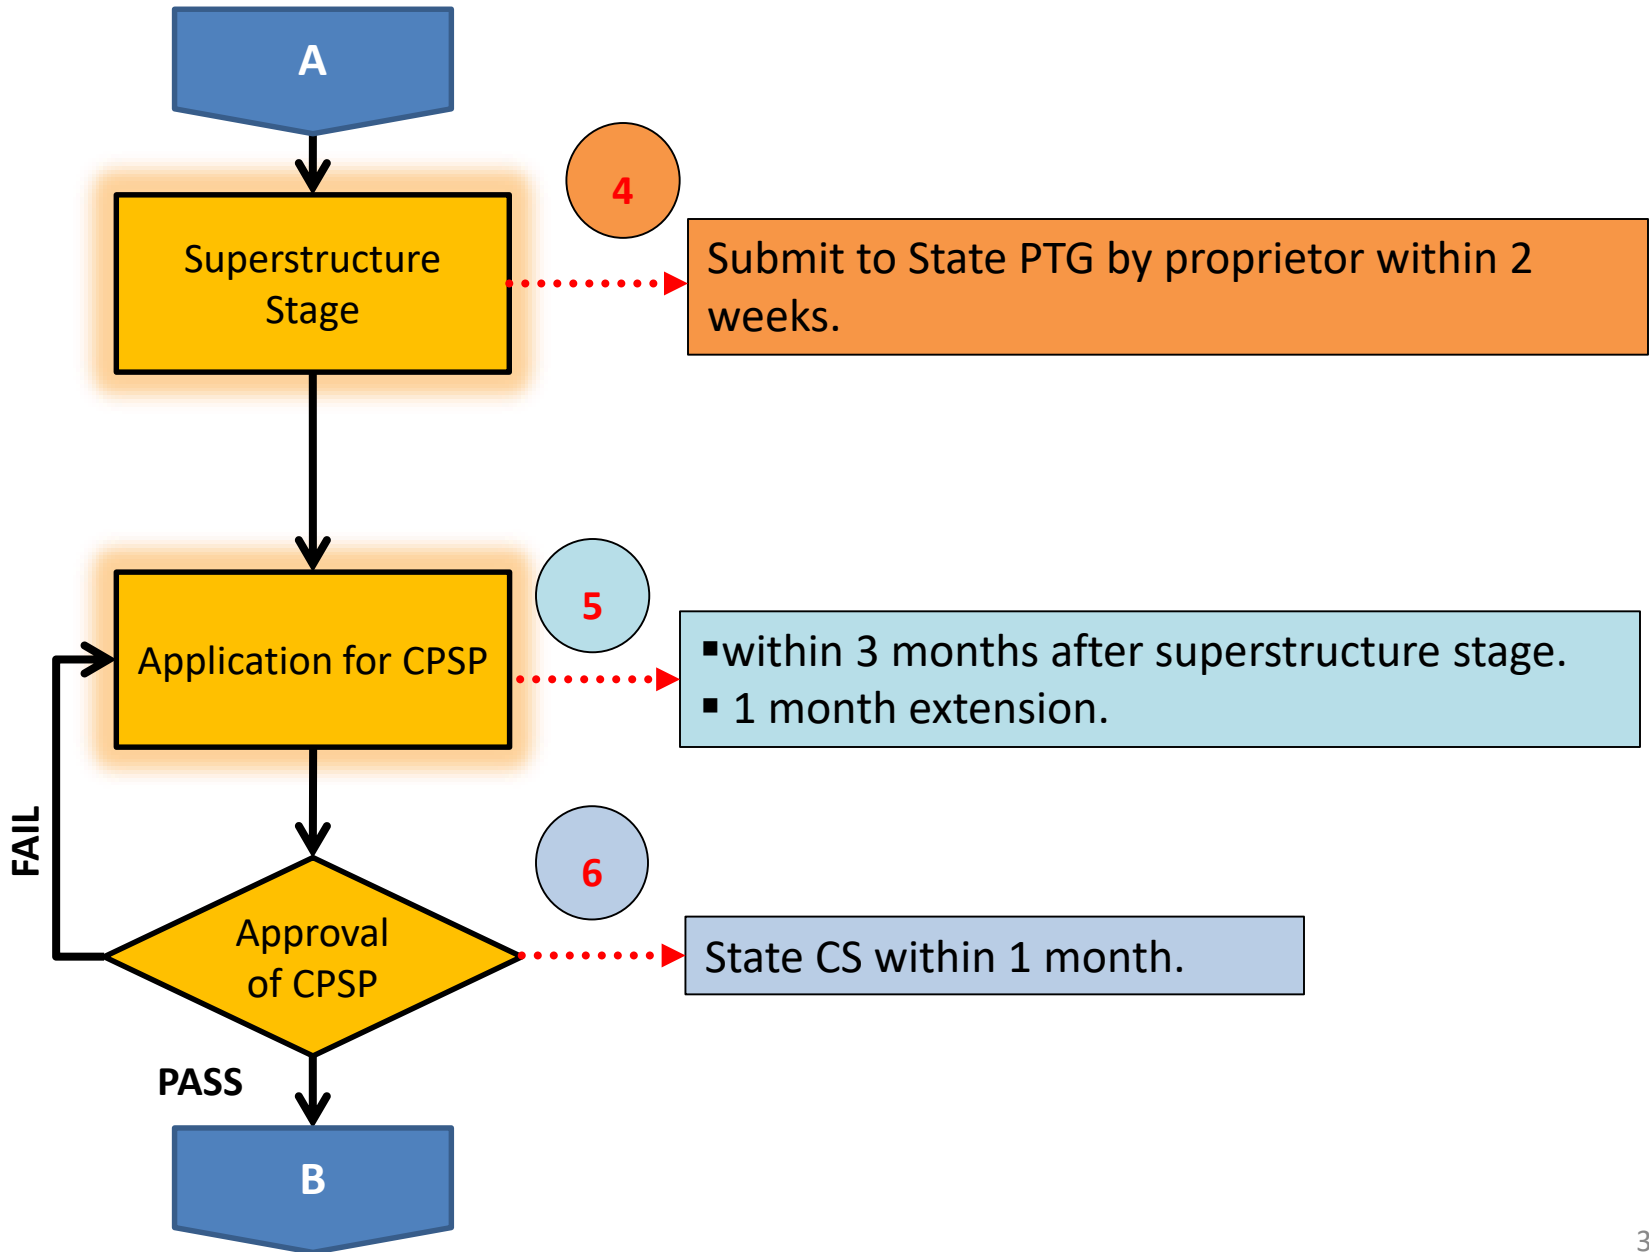 A
4
Superstructure
Stage
Submit to State PTG by proprietor within 2
weeks.
5
Application for CPSP
▪within 3 months after superstructure stage.
▪ 1 month extension.
FAIL
6
Approval
of CPSP
State CS within 1 month.
PASS
B
3